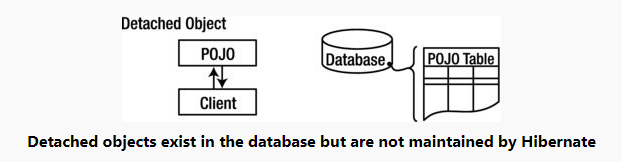 Detached Object
POJO
Client
Database
POJO Table
Detached objects exist in the database but are not maintained by Hibernate